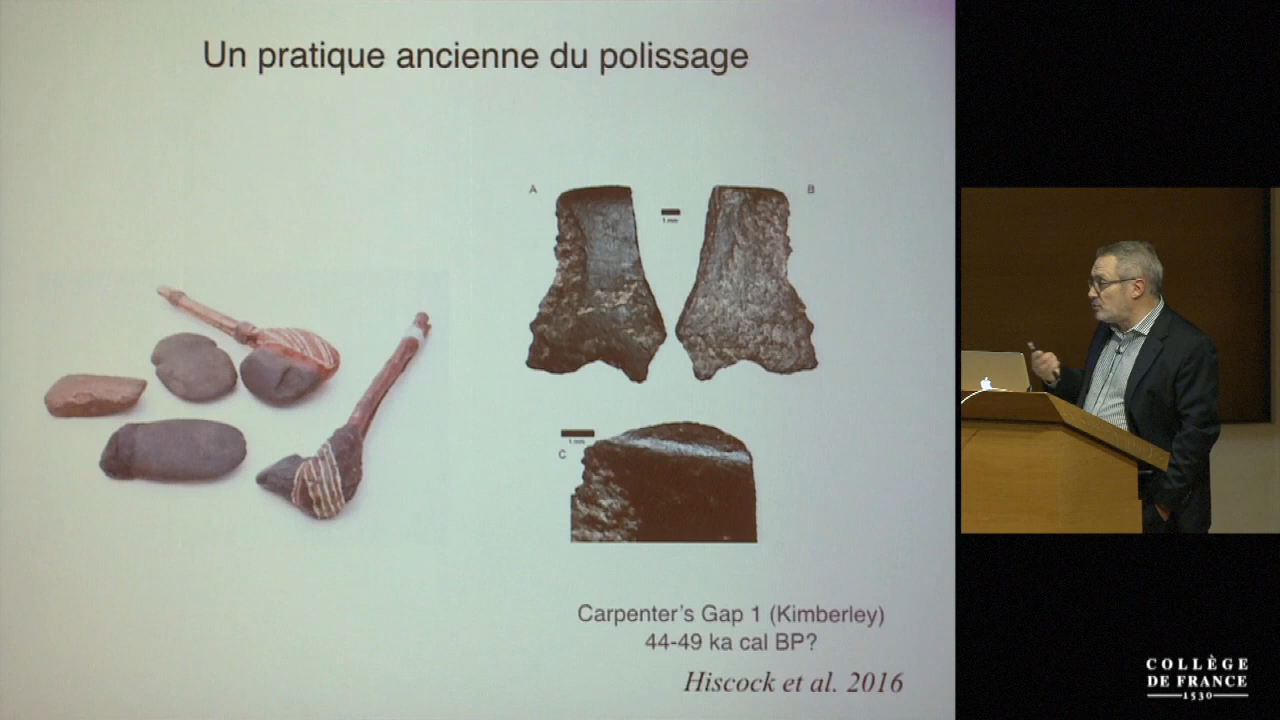 Un pratique ancienne du polissage
A
B
1 mm
1 mm
C
Carpenter's Gap 1 (Kimberley)
44-49 ka cal BP?
Hiscock et al. 2016
COLLÈGE
DE FRANCE
1530